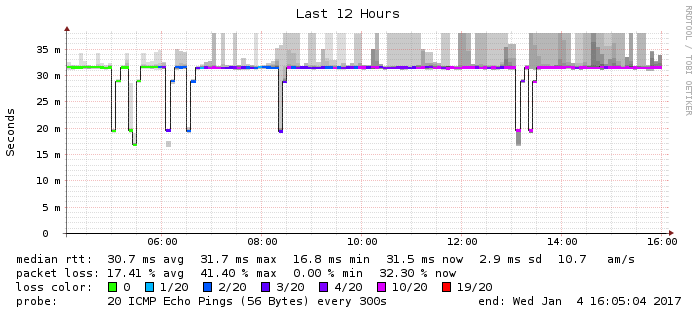 Last 12 Hours
RRDTOOL / TOBI OETIKER
Seconds
35 m
30 m
25 m
20 m
15 m
10 m
5 m
0
06:00 08:00 10:00 12:00 14:00 16:00
median rtt: 30.7 ms avg 31.7 ms max 16.8 ms min 31.5 ms now 2.9 ms sd 10.7 am/s
packet loss: 17.41 % avg 41.40 % max 0.00 % min 32.30 % now
loss color: 0 1/20 2/20 3/20 4/20 10/20 19/20
probe: 20 ICMP Echo Pings (56 Bytes) every 300s end: Wed Jan 4 16:05:04 2017